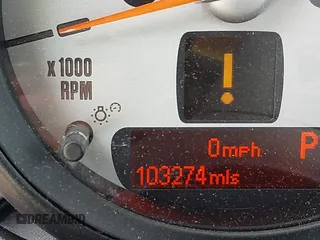 x 1000
RPM
!
0mph P
103274mls
DREAMBID